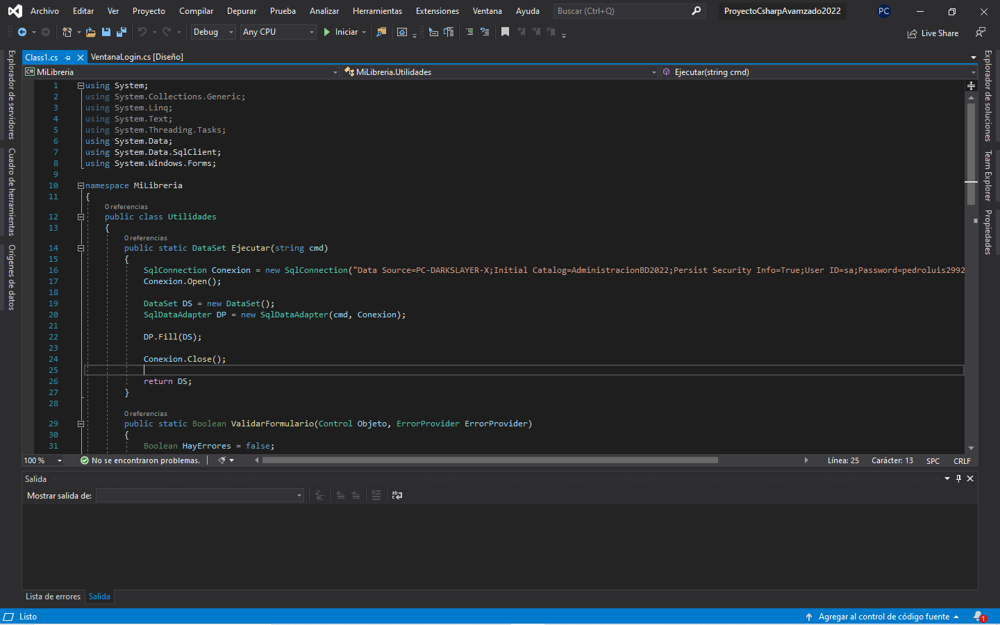 Archivo Editar Ver Proyecto Compilar Depurar Prueba Analizar Herramientas Extensiones Ventana Ayuda Buscar (Ctrl+Q) ProyectoCsharpAvamzado2022 PC
Debug Any CPU Iniciar Live Share
Class1.cs VentanaLogin.cs [Diseño]
C# MiLibreria MiLibreria.Utilidades Ejecutar(string cmd)
Explorador de servidores
Cuadro de herramientas
Orígenes de datos
1 using System;
2 using System.Collections.Generic;
3 using System.Linq;
4 using System.Text;
5 using System.Threading.Tasks;
6 using System.Data;
7 using System.Data.SqlClient;
8 using System.Windows.Forms;
9
10 namespace MiLibreria
11 {
0 referencias
12 public class Utilidades
13 {
0 referencias
14 public static DataSet Ejecutar(string cmd)
15 {
16 SqlConnection Conexion = new SqlConnection("Data Source=PC-DARKSLAYER-X;Initial Catalog=AdministracionBD2022;Persist Security Info=True;User ID=sa;Password=pedroluis2992
17 Conexion.Open();
18
19 DataSet DS = new DataSet();
20 SqlDataAdapter DP = new SqlDataAdapter(cmd, Conexion);
21
22 DP.Fill(DS);
23
24 Conexion.Close();
25
26 return DS;
27 }
28
0 referencias
29 public static Boolean ValidarFormulario(Control Objeto, ErrorProvider ErrorProvider)
30 {
31 Boolean HayErrores = false;
Explorador de soluciones
Team Explorer
Propiedades
100 % No se encontraron problemas. Línea: 25 Carácter: 13 SPC CRLF
Salida
Mostrar salida de:
Lista de errores Salida
Listo Agregar al control de código fuente 1